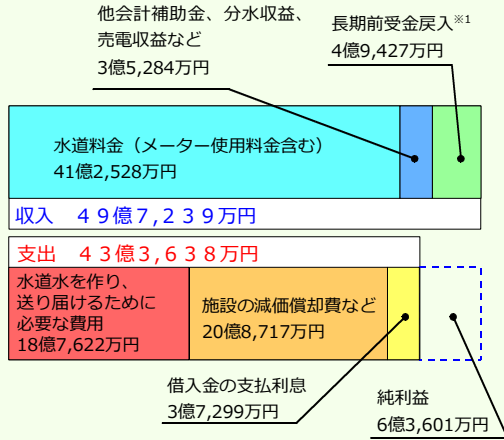 他会計補助金、分水収益、
売電収益など
3億5,284万円
長期前受金戻入※1
4億9,427万円
水道料金（メーター使用料金含む）
41億2,528万円
収入　４９億７,２３９万円
支出　４３億３,６３８万円
水道水を作り、
送り届けるために
必要な費用
18億7,622万円
施設の減価償却費など
20億8,717万円
借入金の支払利息
3億7,299万円
純利益
6億3,601万円